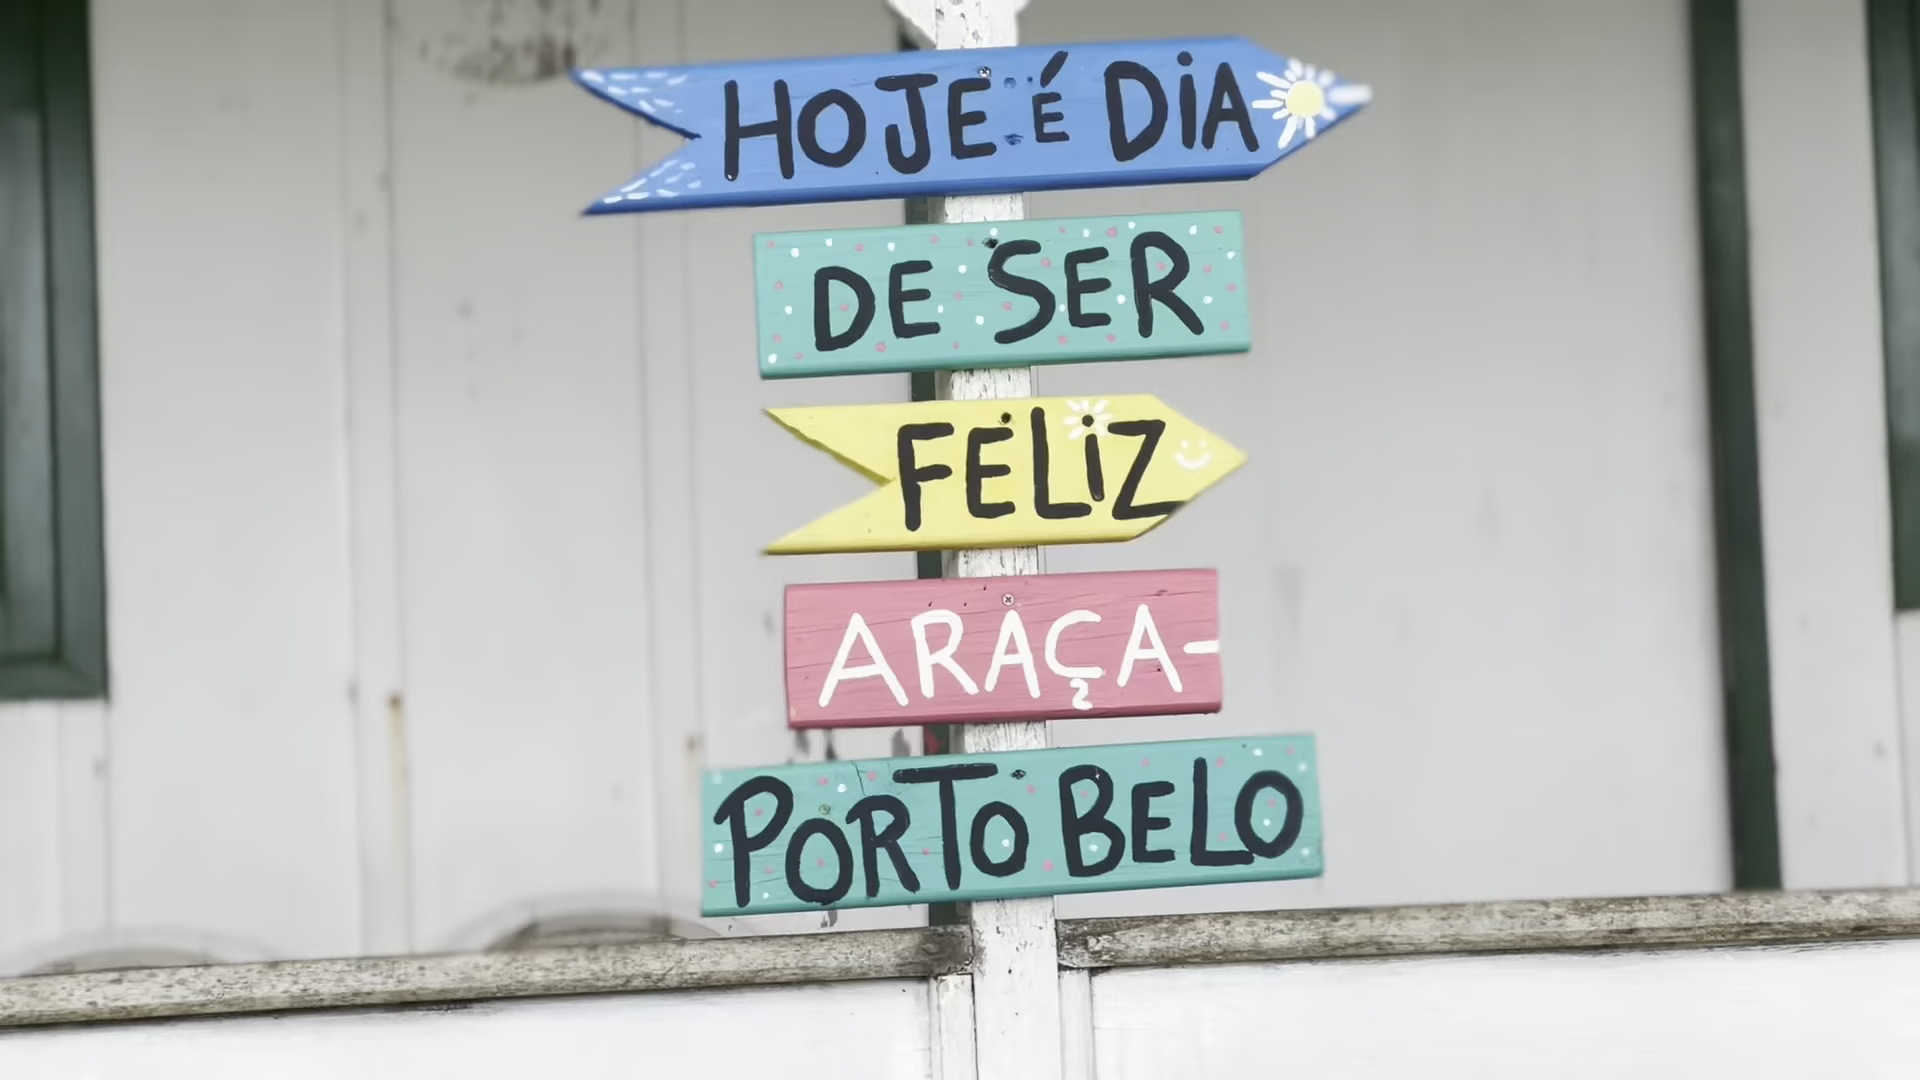 HOJE É DIA
DE SER
FELIZ
ARAÇA-
PORTO BELO